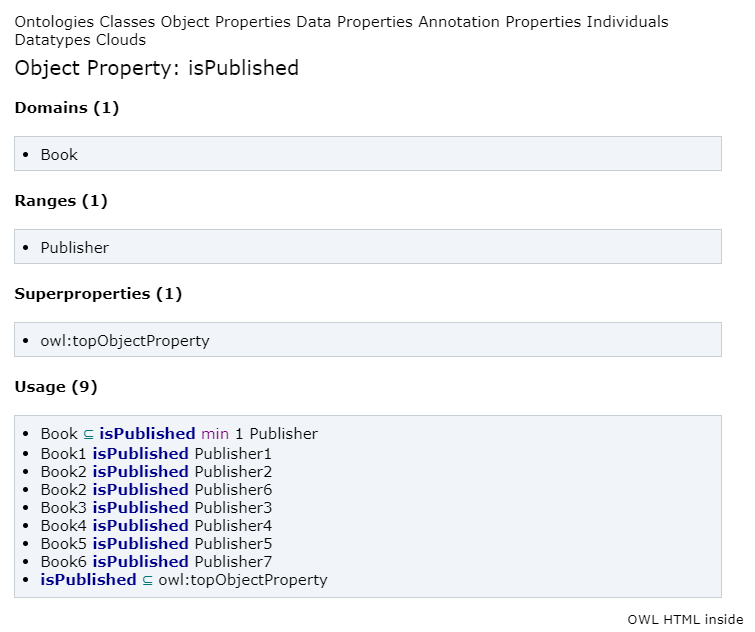 Ontologies Classes Object Properties Data Properties Annotation Properties Individuals
Datatypes Clouds
Object Property: isPublished
Domains (1)
• Book
Ranges (1)
• Publisher
Superproperties (1)
• owl:topObjectProperty
Usage (9)
• Book ⊆ isPublished min 1 Publisher
• Book1 isPublished Publisher1
• Book2 isPublished Publisher2
• Book2 isPublished Publisher6
• Book3 isPublished Publisher3
• Book4 isPublished Publisher4
• Book5 isPublished Publisher5
• Book6 isPublished Publisher7
• isPublished ⊆ owl:topObjectProperty
OWL HTML inside